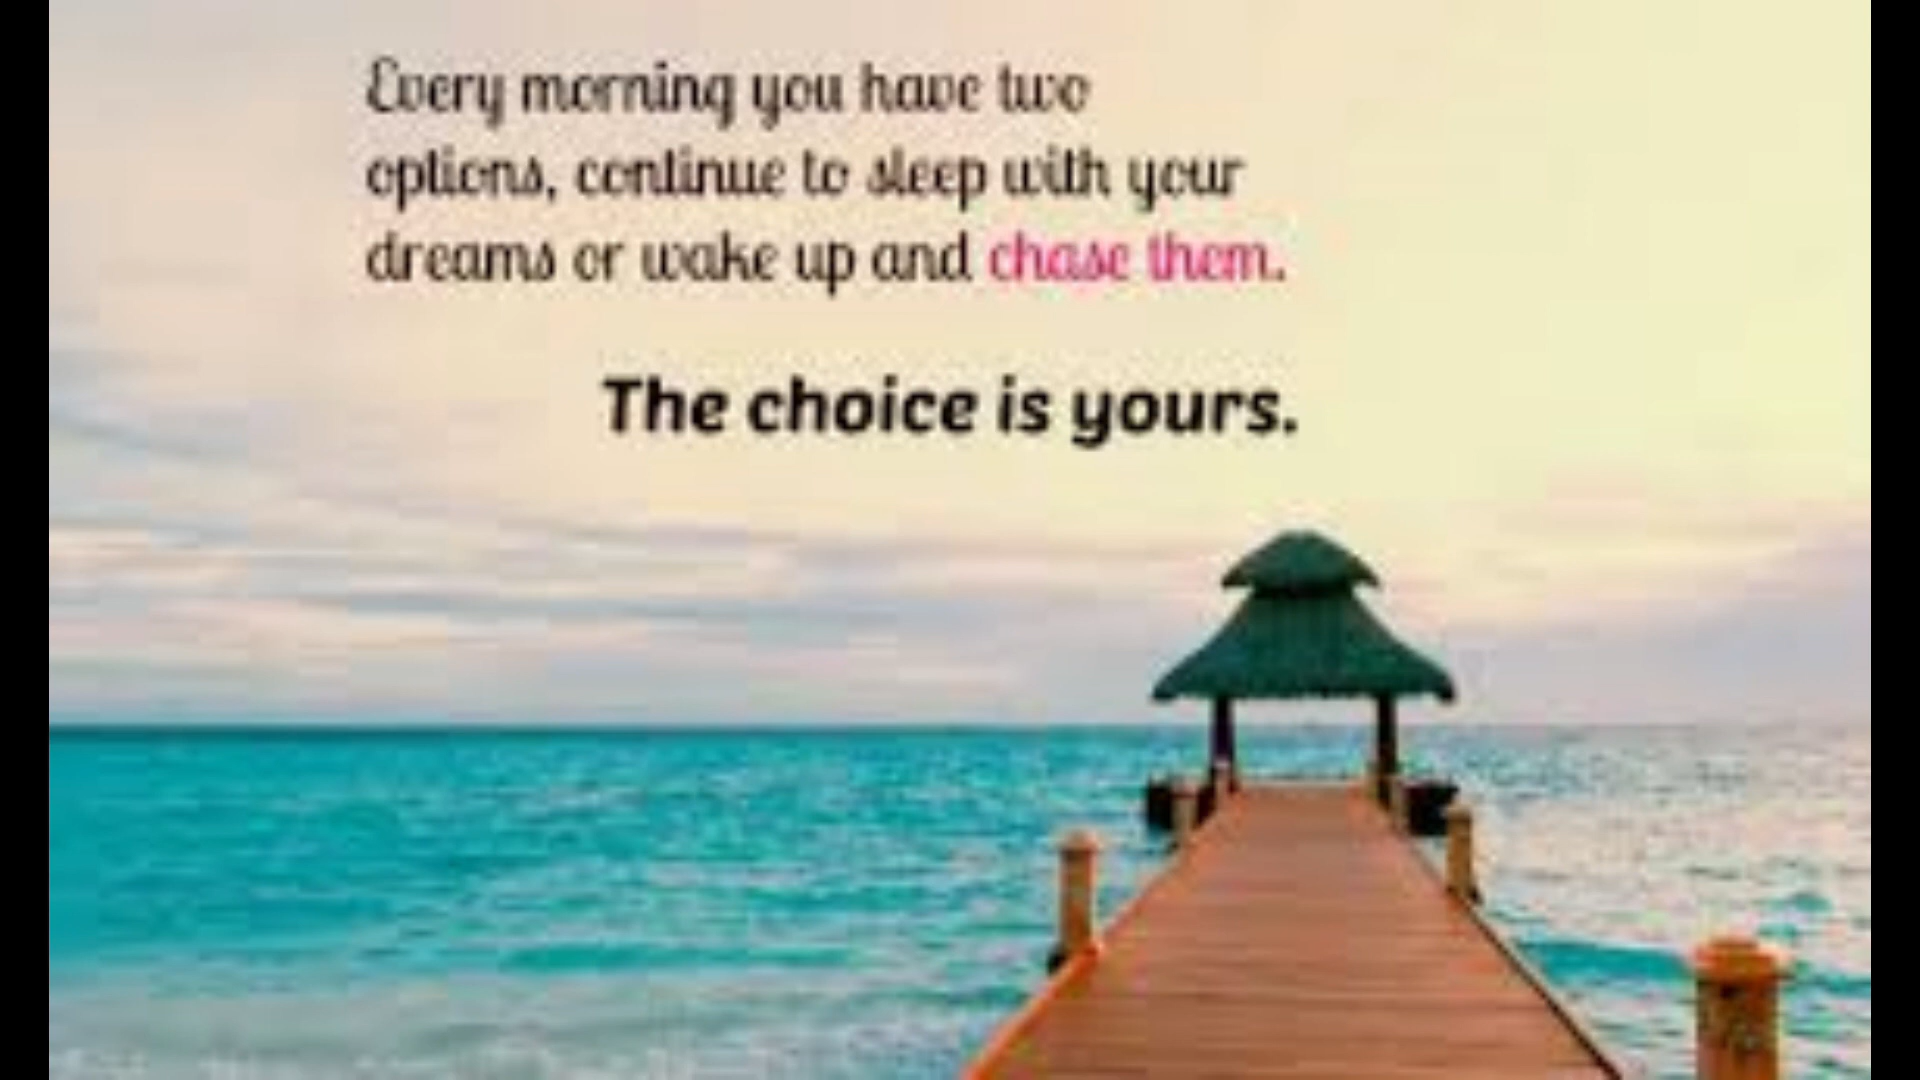 Every morning you have two
options, continue to sleep with your
dreams or wake up and chase them.
The choice is yours.